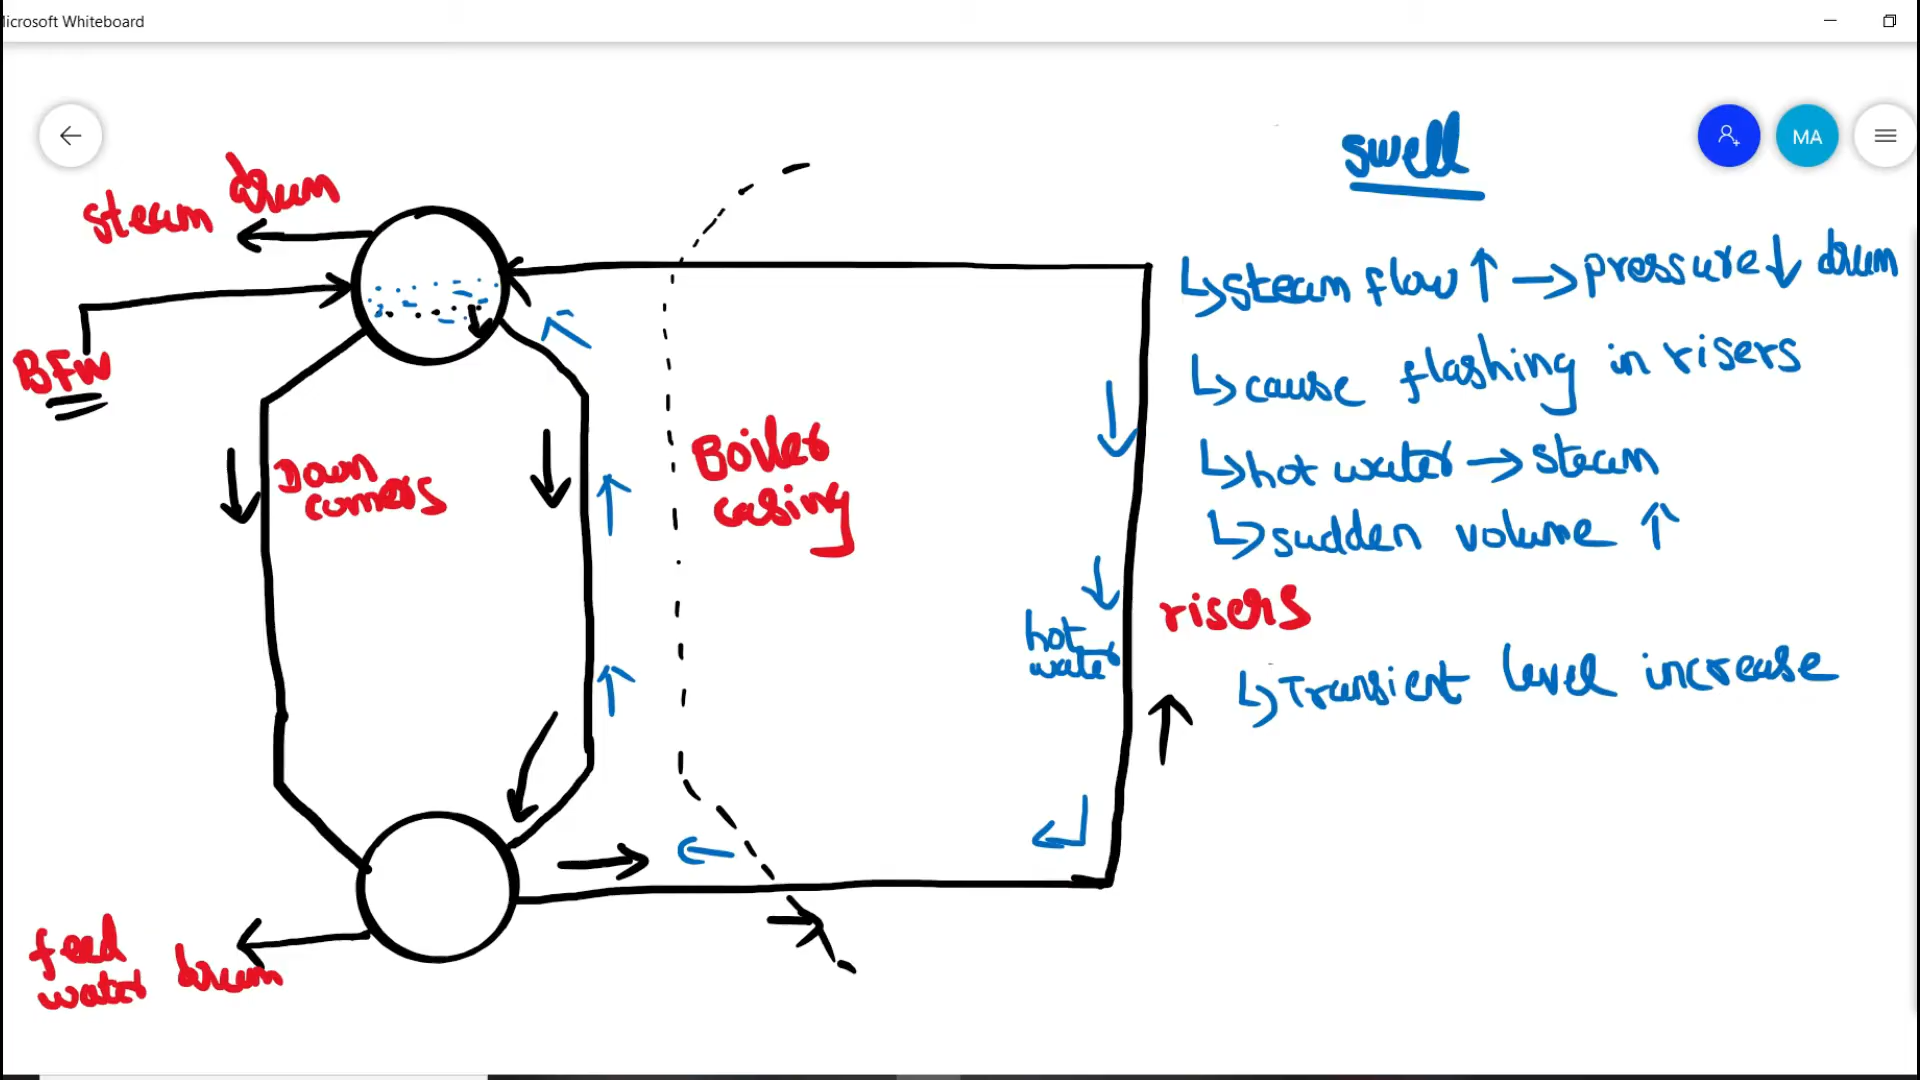 Microsoft Whiteboard
MA
swell
steam drum
↳steam flow ↑ → pressure ↓ drum
BFW
↳cause flashing in risers
Boiler
casing
Down
comers
↳hot water → steam
↳sudden volume ↑
risers
hot
water
↳Transient level increase
feed
water drum